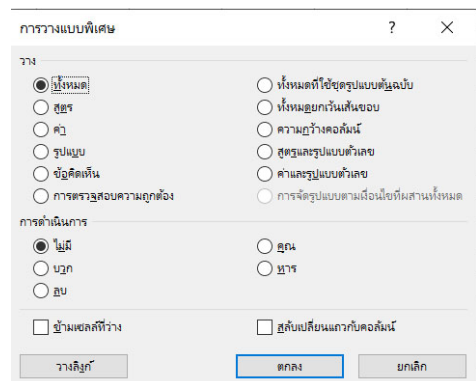 การวางแบบพิเศษ ? ×
วาง
ทั้งหมด ทั้งหมดที่ใช้ชุดรูปแบบต้นฉบับ
สูตร ทั้งหมดยกเว้นเส้นขอบ
ค่า ความกว้างคอลัมน์
รูปแบบ สูตรและรูปแบบตัวเลข
ข้อคิดเห็น ค่าและรูปแบบตัวเลข
การตรวจสอบความถูกต้อง การจัดรูปแบบตามเงื่อนไขที่ผสานทั้งหมด
การดำเนินการ
ไม่มี คูณ
บวก หาร
ลบ
ข้ามเซลล์ที่ว่าง สลับเปลี่ยนแถวกับคอลัมน์
วางลิงก์ ตกลง ยกเลิก